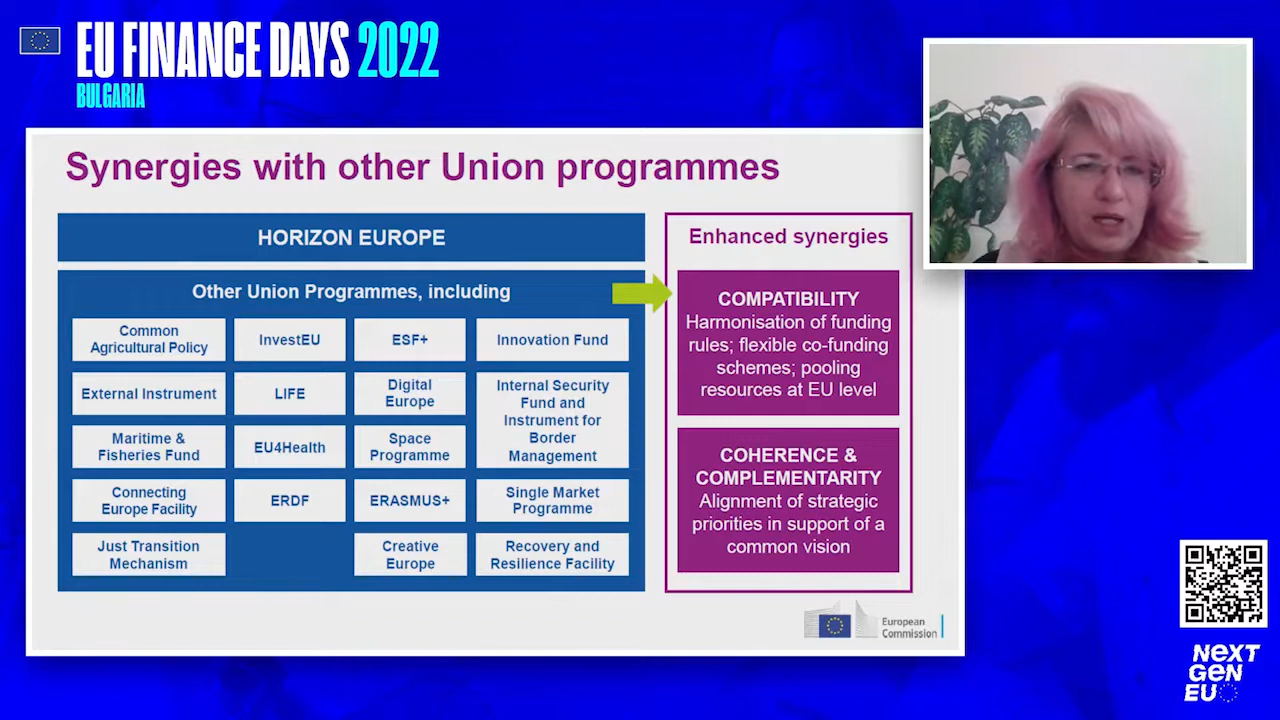 EU FINANCE DAYS 2022
BULGARIA
Synergies with other Union programmes
HORIZON EUROPE
Other Union Programmes, including
Common
Agricultural Policy
InvestEU
ESF+
Innovation Fund
External Instrument
LIFE
Digital
Europe
Internal Security
Fund and
Instrument for
Border
Management
Maritime &
Fisheries Fund
EU4Health
Space
Programme
Connecting
Europe Facility
ERDF
ERASMUS+
Single Market
Programme
Just Transition
Mechanism
Creative
Europe
Recovery and
Resilience Facility
Enhanced synergies
COMPATIBILITY
Harmonisation of funding
rules; flexible co-funding
schemes; pooling
resources at EU level
COHERENCE &
COMPLEMENTARITY
Alignment of strategic
priorities in support of a
common vision
European
Commission
NEXT
GEN
EU